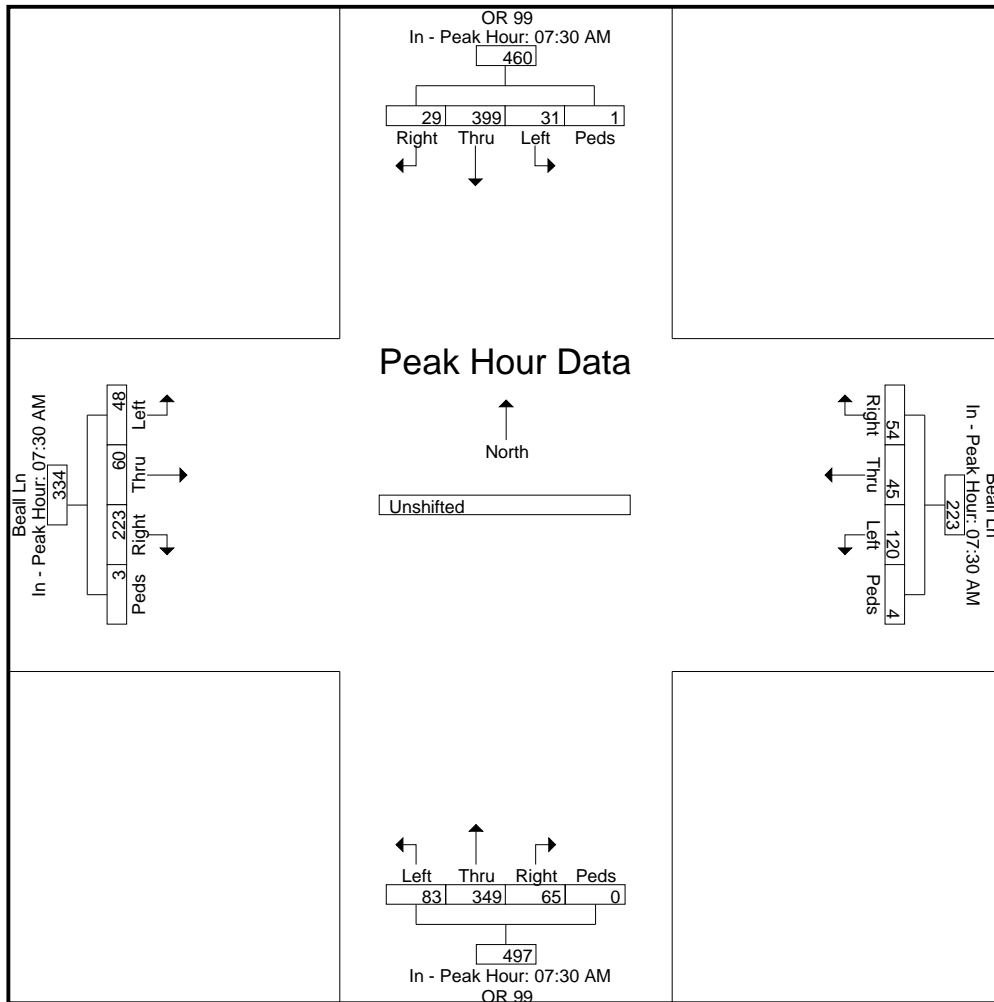 OR 99
In - Peak Hour: 07:30 AM
460
29 399 31 1
Right Thru Left Peds
Peak Hour Data
North
Unshifted
Beall Ln
In - Peak Hour: 07:30 AM
334
48 60 223 3
Left Thru Right Peds
Right Thru Left Peds
54 45 120 4
223
In - Peak Hour: 07:30 AM
Beall Ln
Left Thru Right Peds
83 349 65 0
497
In - Peak Hour: 07:30 AM
OR 99